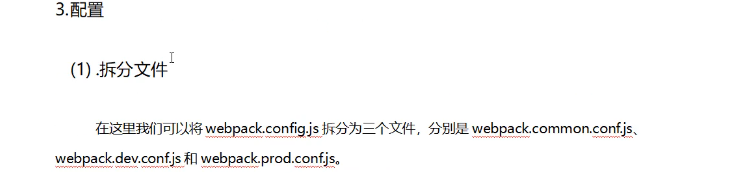 3.配置
(1) .拆分文件
在这里我们可以将 webpack.config.js 拆分为三个文件，分别是 webpack.common.conf.js、
webpack.dev.conf.js 和 webpack.prod.conf.js。